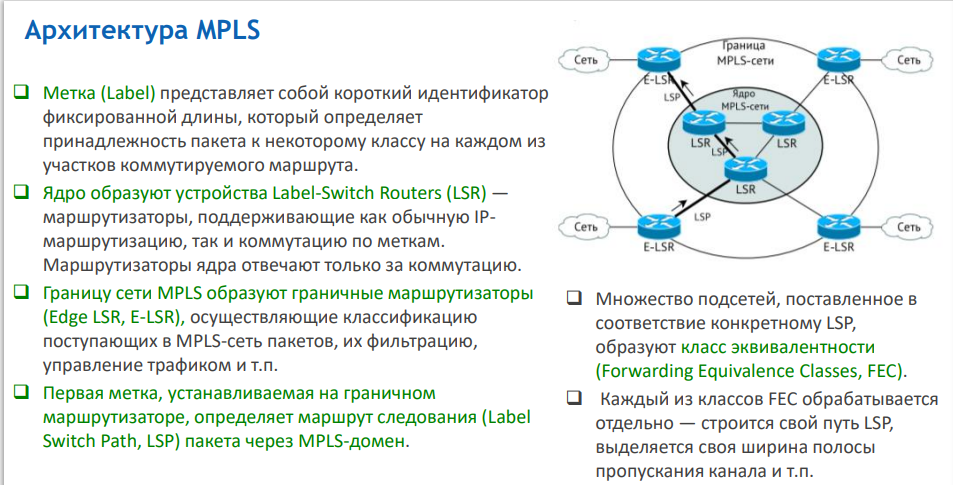 Архитектура MPLS
❑ Метка (Label) представляет собой короткий идентификатор
фиксированной длины, который определяет
принадлежность пакета к некоторому классу на каждом из
участков коммутируемого маршрута.
❑ Ядро образуют устройства Label-Switch Routers (LSR) —
маршрутизаторы, поддерживающие как обычную IP-
маршрутизацию, так и коммутацию по меткам.
Маршрутизаторы ядра отвечают только за коммутацию.
❑ Границу сети MPLS образуют граничные маршрутизаторы
(Edge LSR, E-LSR), осуществляющие классификацию
поступающих в MPLS-сеть пакетов, их фильтрацию,
управление трафиком и т.п.
❑ Первая метка, устанавливаемая на граничном
маршрутизаторе, определяет маршрут следования (Label
Switch Path, LSP) пакета через MPLS-домен.
Граница
MPLS-сети
Сеть
E-LSR
E-LSR
Сеть
LSP
Ядро
MPLS-сети
LSR
LSR
LSP
LSR
LSP
Сеть
E-LSR
E-LSR
Сеть
❑ Множество подсетей, поставленное в
соответствие конкретному LSP,
образуют класс эквивалентности
(Forwarding Equivalence Classes, FEC).
❑ Каждый из классов FEC обрабатывается
отдельно — строится свой путь LSP,
выделяется своя ширина полосы
пропускания канала и т.п.